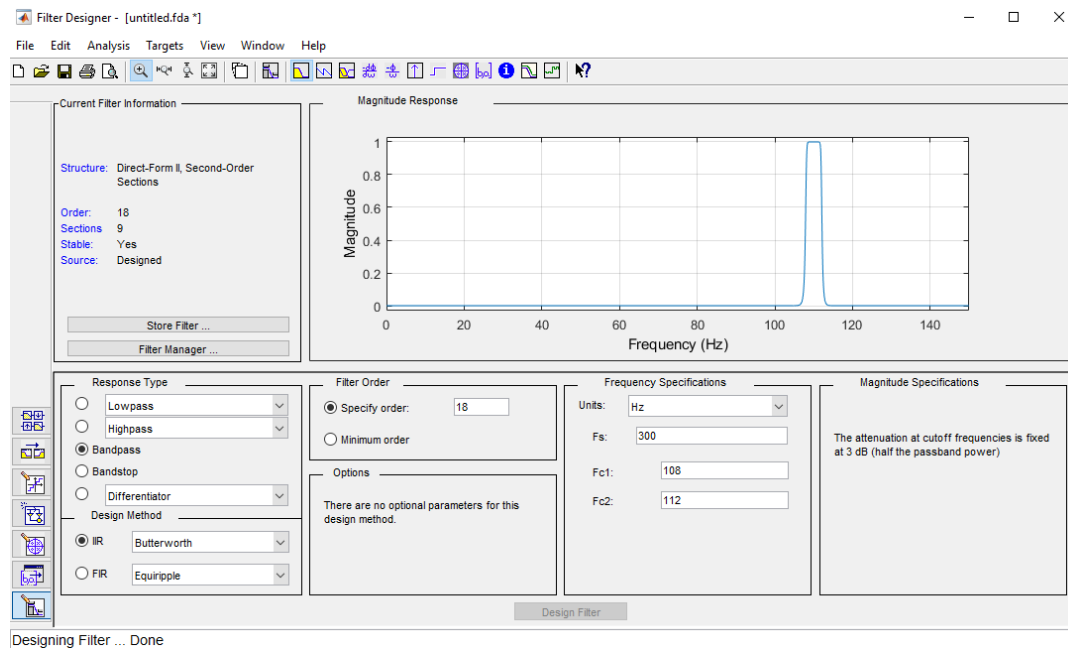 Filter Designer - [untitled.fda *]
File Edit Analysis Targets View Window Help
Current Filter Information
Structure: Direct-Form II, Second-Order
Sections
Order: 18
Sections 9
Stable: Yes
Source: Designed
Store Filter ...
Filter Manager ...
Magnitude Response
Magnitude
1
0.8
0.6
0.4
0.2
0
0 20 40 60 80 100 120 140
Frequency (Hz)
Response Type
Lowpass
Highpass
Bandpass
Bandstop
Differentiator
Design Method
IIR Butterworth
FIR Equiripple
Filter Order
Specify order: 18
Minimum order
Options
There are no optional parameters for this
design method.
Frequency Specifications
Units: Hz
Fs: 300
Fc1: 108
Fc2: 112
Magnitude Specifications
The attenuation at cutoff frequencies is fixed
at 3 dB (half the passband power)
Design Filter
Designing Filter ... Done